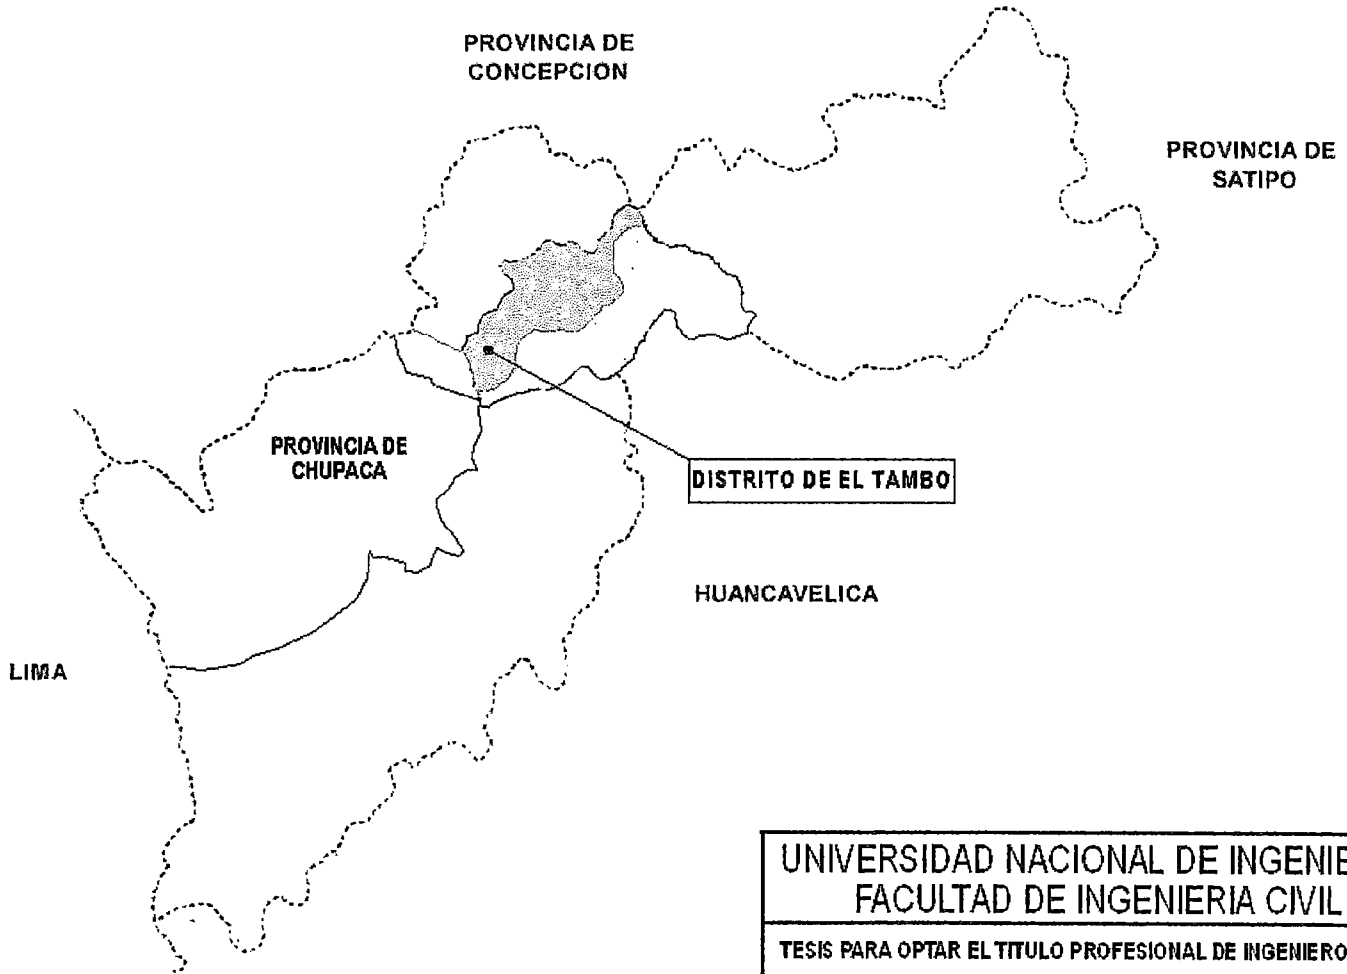 PROVINCIA DE
CONCEPCION
PROVINCIA DE
SATIPO
PROVINCIA DE
CHUPACA
DISTRITO DE EL TAMBO
HUANCAVELICA
LIMA
UNIVERSIDAD NACIONAL DE INGENIE
FACULTAD DE INGENIERIA CIVIL
TESIS PARA OPTAR EL TITULO PROFESIONAL DE INGENIERO